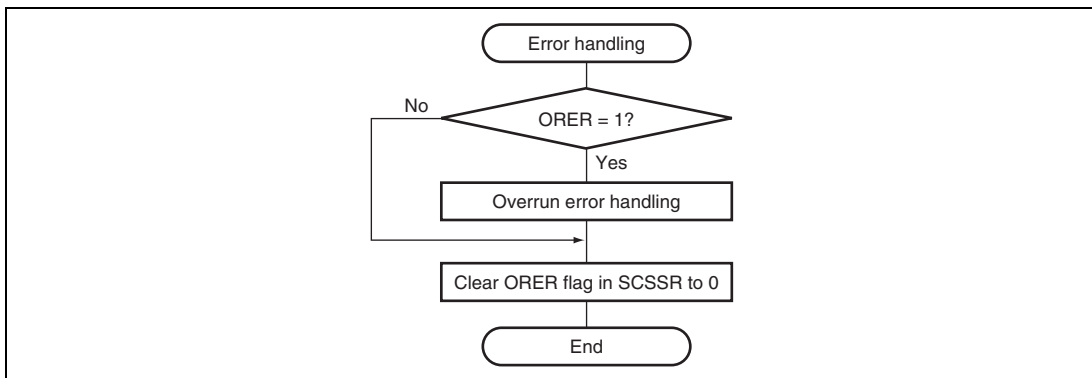 Error handling
No
ORER = 1?
Yes
Overrun error handling
Clear ORER flag in SCSSR to 0
End